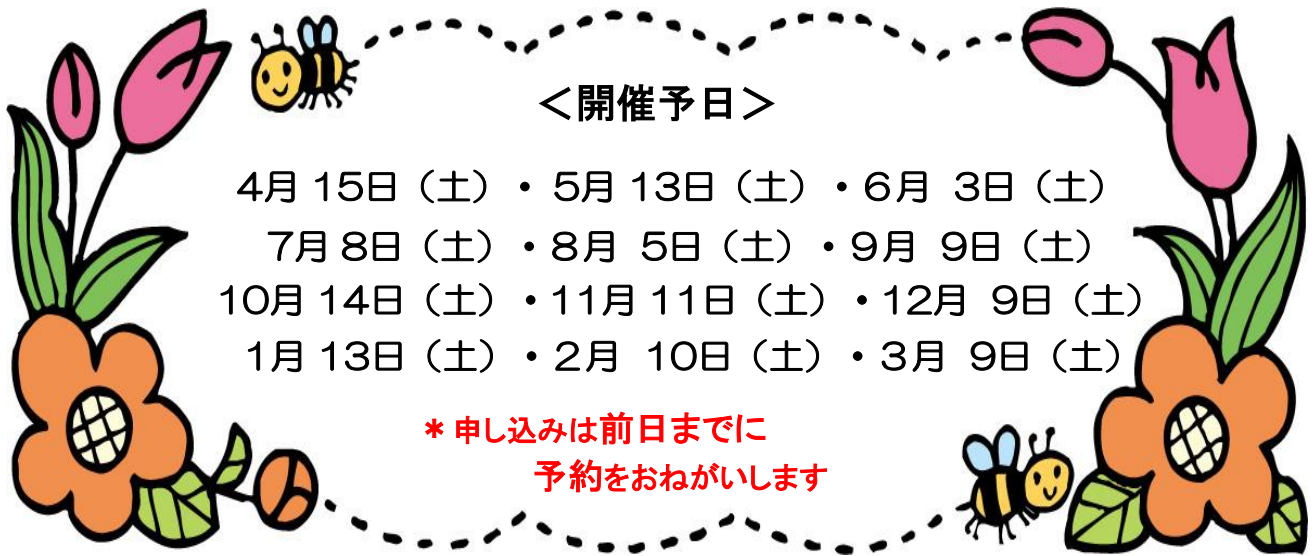 ＜開催予日＞
4月 15日（土）・ 5月 13日（土）・6月 3日（土）
7月 8日（土）・8月 5日（土）・9月 9日（土）
10月 14日（土）・11月 11日（土）・12月 9日（土）
1月 13日（土）・2月 10日（土）・3月 9日（土）
＊申し込みは前日までに
予約をおねがいします